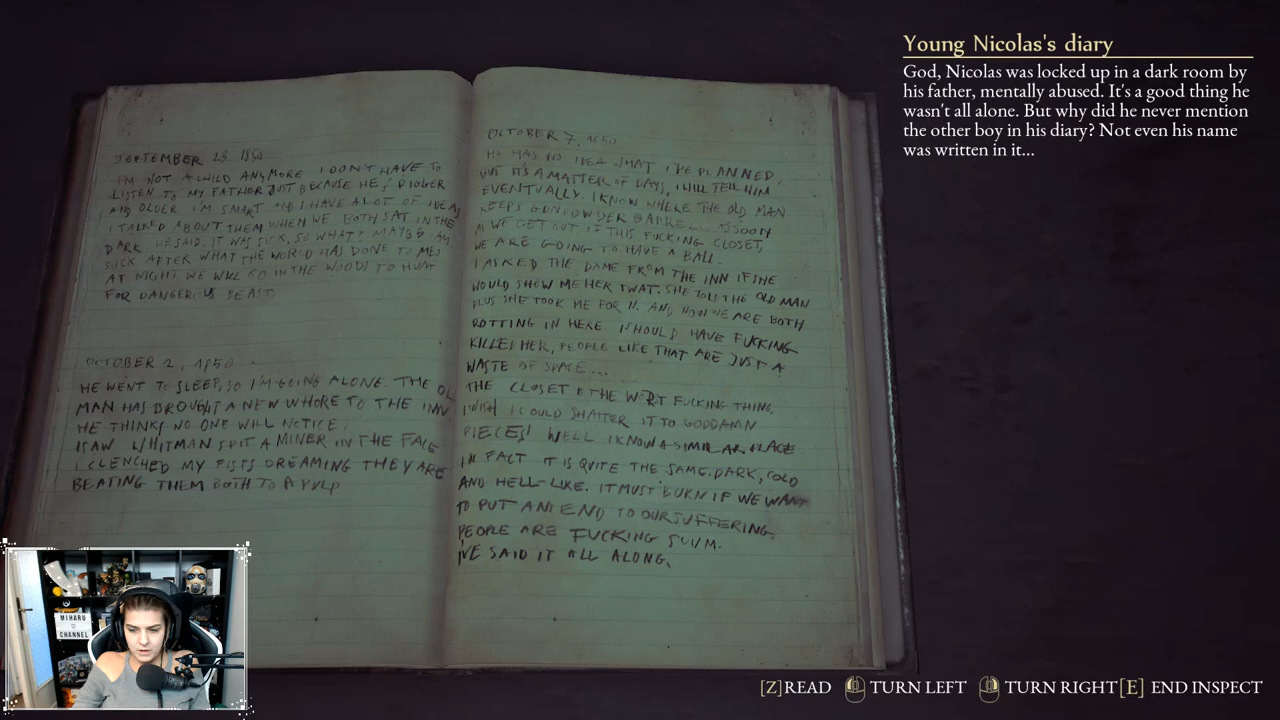 SEPTEMBER 23 1850
I'M NOT A CHILD ANYMORE I DON'T HAVE TO
LISTEN TO MY FATHER JUST BECAUSE HE'S BIGGER
AND OLDER I'M SMART AND I HAVE A LOT OF IDEAS
I TALKED ABOUT THEM WHEN WE BOTH SAT IN THE
DARK. HE SAID. IT WAS SICK, SO WHAT? MAYBE I AM
SICK AFTER WHAT THE WORLD HAS DONE TO ME?
AT NIGHT WE WILL GO IN THE WOODS TO HUNT
FOR DANGEROUS BEAST
OCTOBER 2, 1850
HE WENT TO SLEEP, SO I'M GOING ALONE. THE OL
MAN HAS BROUGHT A NEW WHORE TO THE INN
HE THINKS NO ONE WILL NOTICE.
I SAW WHITMAN SPIT A MINER IN THE FACE
I CLENCHED MY FISTS DREAMING THEY ARE
BEATING THEM BOTH TO A PULP
OCTOBER 7, 1850
HE HAS NO IDEA WHAT I'VE PLANNED,
BUT IT'S A MATTER OF DAYS, I WILL TELL HIM
EVENTUALLY. I KNOW WHERE THE OLD MAN
KEEPS GUNPOWDER BARREL... AS SOON
AS WE GET OUT OF THIS FUCKING CLOSET,
WE ARE GOING TO HAVE A BALL.
I ASKED THE DAME FROM THE INN IF SHE
WOULD SHOW ME HER TWAT. SHE TOLD THE OLD MAN
PLUS SHE TOOK ME FOR N. AND NOW WE ARE BOTH
ROTTING IN HERE. I SHOULD HAVE FUCKING
KILLED HER, PEOPLE LIKE THAT ARE JUST A
WASTE OF SPACE...
THE CLOSET IS THE WORST FUCKING THING,
I WISH I COULD SHATTER IT TO GODDAMN
PIECES! WELL I KNOW A SIMILAR PLACE
IN FACT IT IS QUITE THE SAME. DARK, COLD
AND HELL-LIKE. IT MUST BURN IF WE WANT
TO PUT AN END TO OUR SUFFERING.
PEOPLE ARE FUCKING SCUM.
I'VE SAID IT ALL ALONG.
Young Nicolas's diary
God, Nicolas was locked up in a dark room by
his father, mentally abused. It's a good thing he
wasn't all alone. But why did he never mention
the other boy in his diary? Not even his name
was written in it...
MIHARU
CHANNEL
[Z]READ TURN LEFT TURN RIGHT [E] END INSPECT